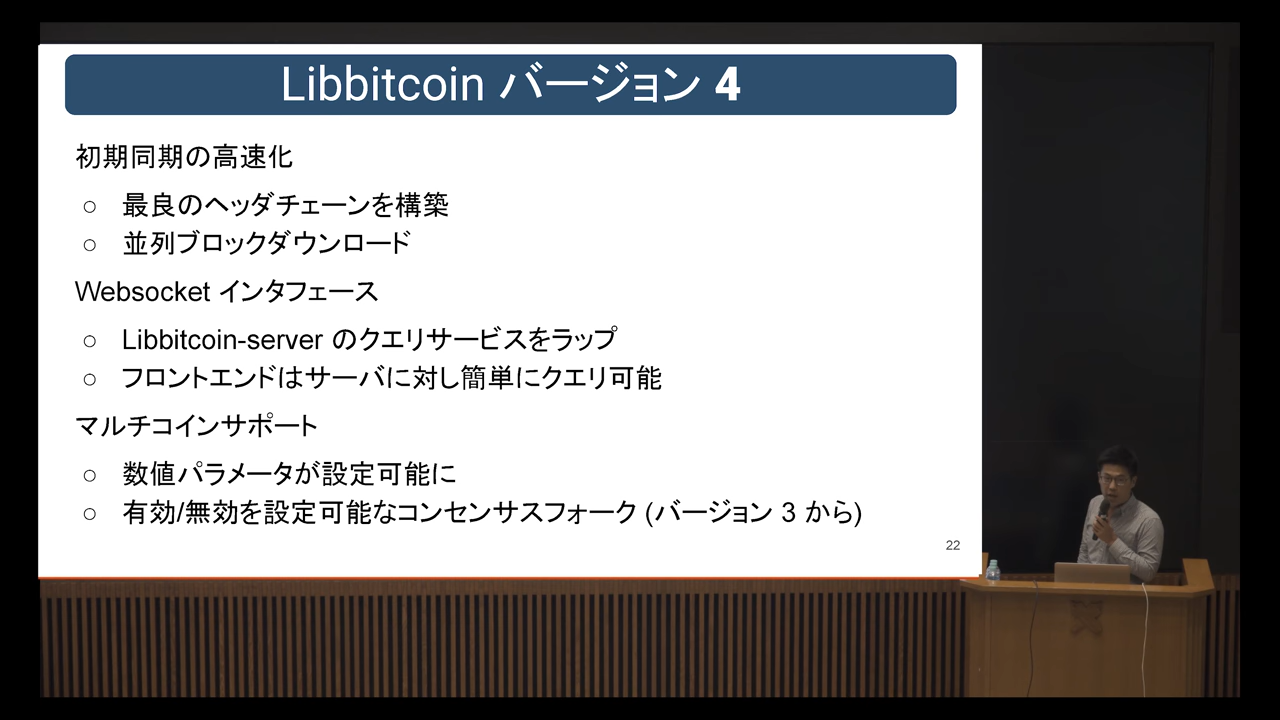 Libbitcoin バージョン 4
初期同期の高速化
○ 最良のヘッダチェーンを構築
○ 並列ブロックダウンロード
Websocket インタフェース
○ Libbitcoin-server のクエリサービスをラップ
○ フロントエンドはサーバに対し簡単にクエリ可能
マルチコインサポート
○ 数値パラメータが設定可能に
○ 有効/無効を設定可能なコンセンサスフォーク (バージョン 3 から)
22